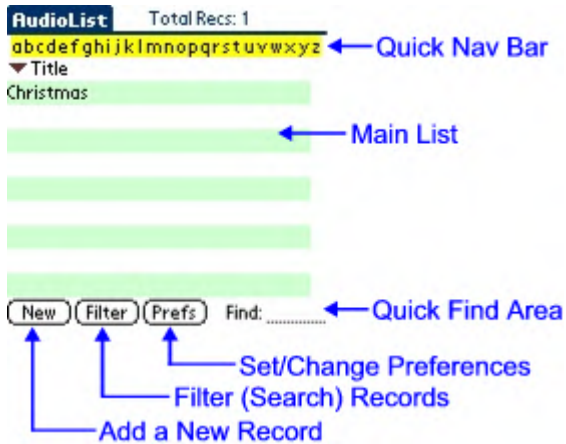 AudioList Total Recs: 1
abcdefghijklmnopqrstuvwxyz Quick Nav Bar
Title
Christmas
Main List
New Filter Prefs Find: Quick Find Area
Set/Change Preferences
Filter (Search) Records
Add a New Record